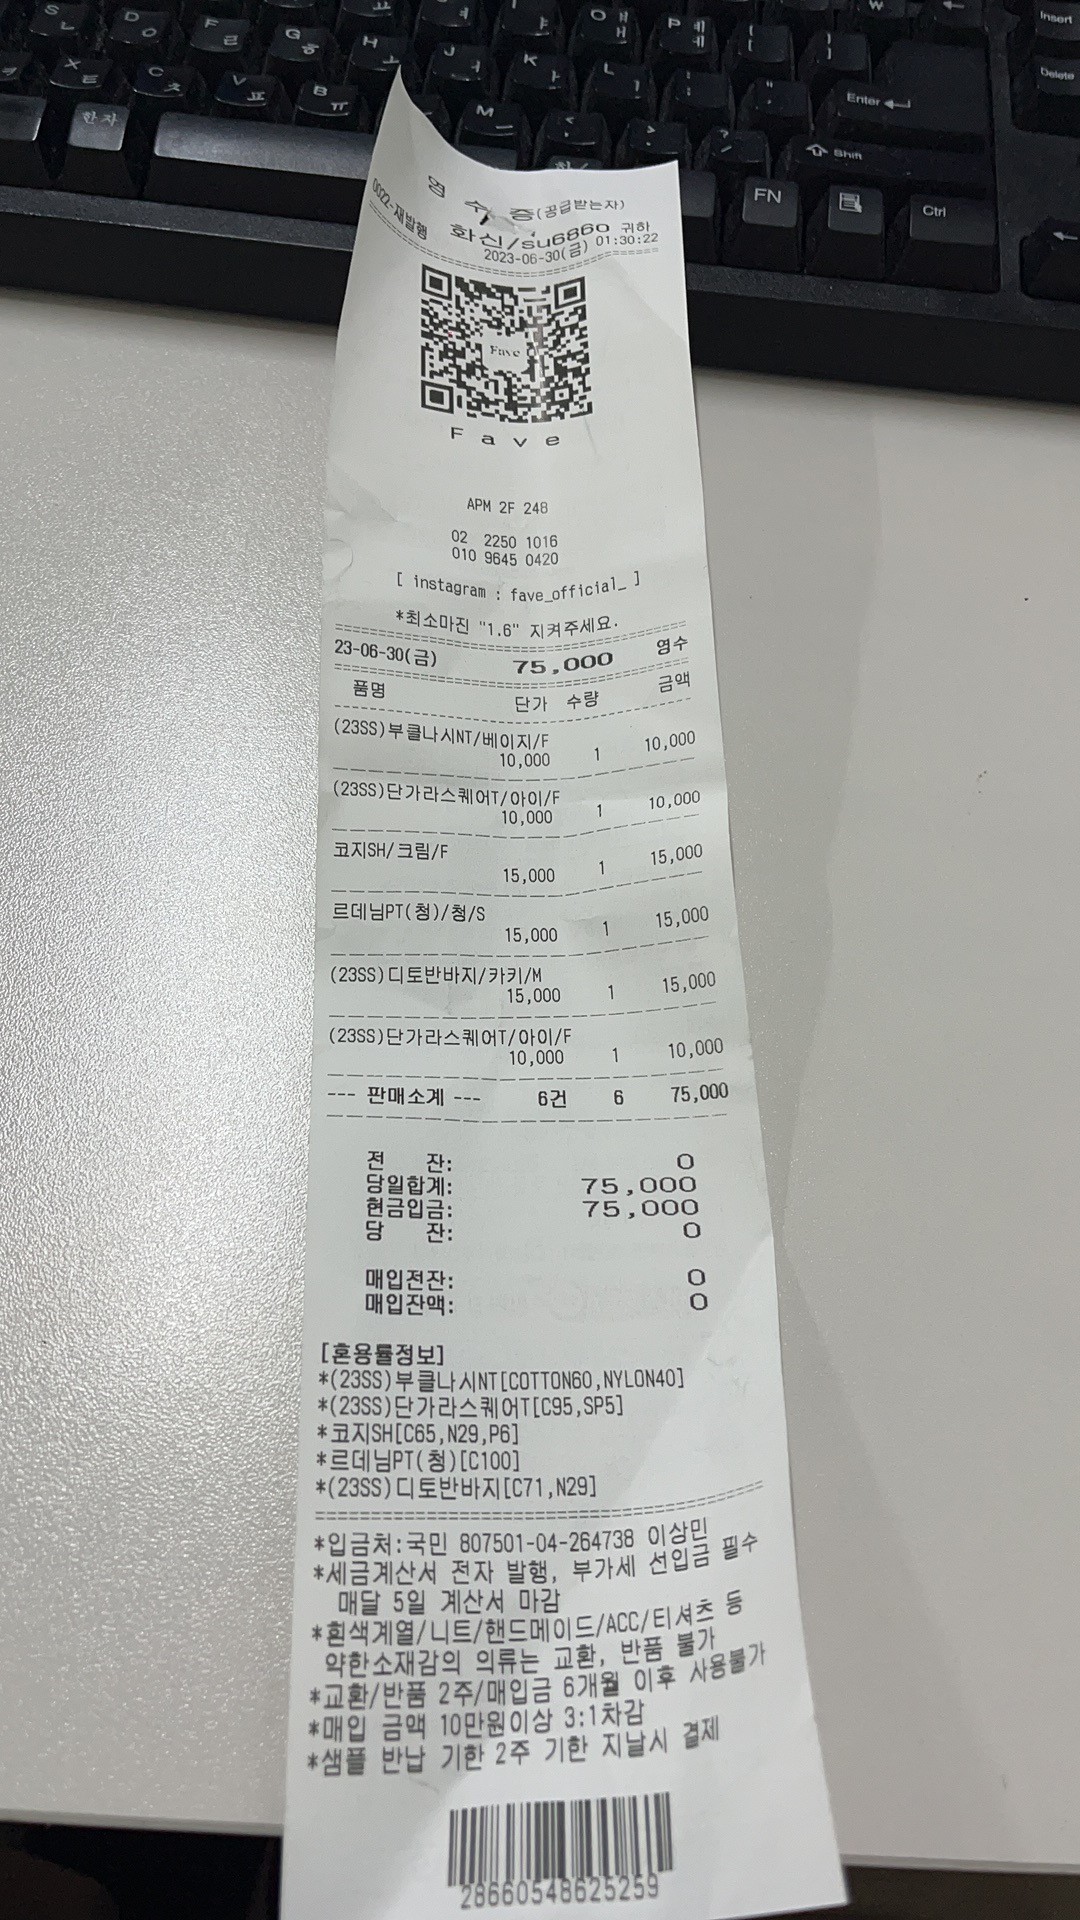 영 수 증(공급받는자)
0022-재발행
화신/su6860 귀하
2023-06-30(금) 01:30:22
Fave
Fave
APM 2F 248
02 2250 1016
010 9645 0420
[ instagram : fave_official_ ]
*최소마진 "1.6" 지켜주세요.
23-06-30(금) 75,000 영수
품명 단가 수량 금액
(23SS)부클나시NT/베이지/F
10,000 1 10,000
(23SS)단가라스퀘어T/아이/F
10,000 1 10,000
코지SH/크림/F
15,000 1 15,000
르데님PT(청)/청/S
15,000 1 15,000
(23SS)디토반바지/카키/M
15,000 1 15,000
(23SS)단가라스퀘어T/아이/F
10,000 1 10,000
--- 판매소계 --- 6건 6 75,000
전 잔: 0
당일합계: 75,000
현금입금: 75,000
당 잔: 0
매입전잔: 0
매입잔액: 0
[혼용률정보]
*(23SS)부클나시NT[COTTON60,NYLON40]
*(23SS)단가라스퀘어T[C95,SP5]
*코지SH[C65,N29,P6]
*르데님PT(청)[C100]
*(23SS)디토반바지[C71,N29]
*입금처:국민 807501-04-264738 이상민
*세금계산서 전자 발행, 부가세 선입금 필수
매달 5일 계산서 마감
*흰색계열/니트/핸드메이드/ACC/티셔츠 등
약한소재감의 의류는 교환, 반품 불가
*교환/반품 2주/매입금 6개월 이후 사용불가
*매입 금액 10만원이상 3:1차감
*샘플 반납 기한 2주 기한 지날시 결제
28660548625259